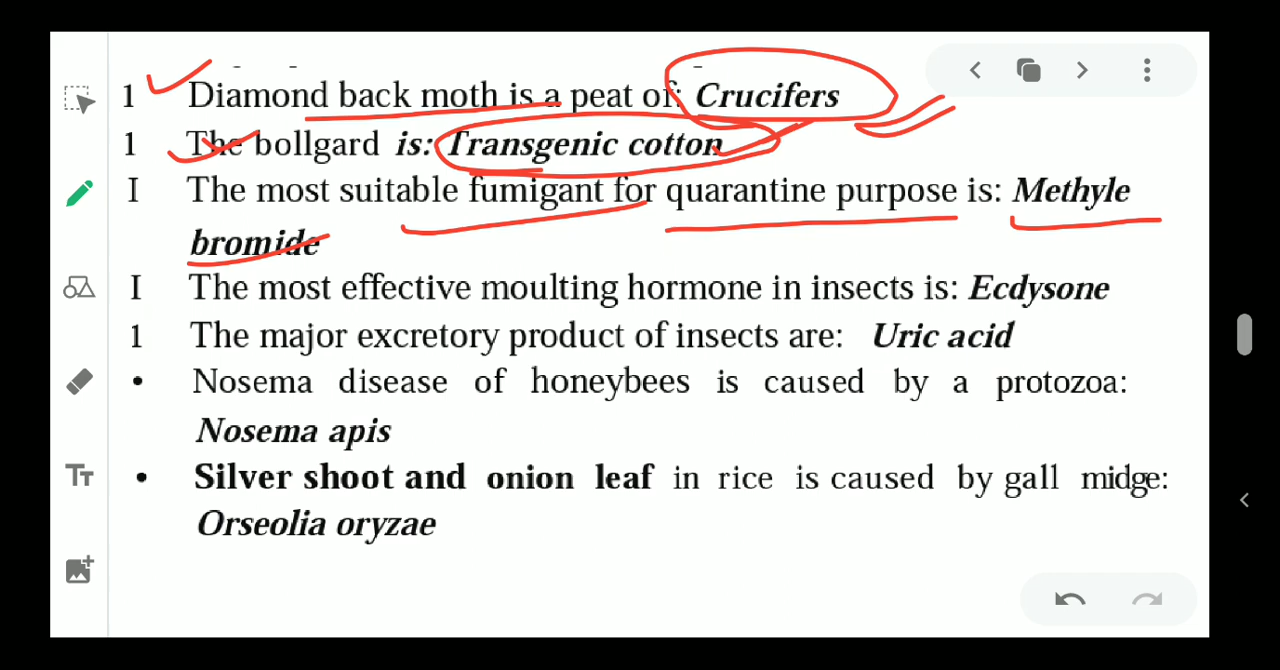 1 Diamond back moth is a peat of: Crucifers
1 The bollgard is: Transgenic cotton
I The most suitable fumigant for quarantine purpose is: Methyle
bromide
I The most effective moulting hormone in insects is: Ecdysone
1 The major excretory product of insects are: Uric acid
• Nosema disease of honeybees is caused by a protozoa:
Nosema apis
• Silver shoot and onion leaf in rice is caused by gall midge:
Orseolia oryzae
Tт